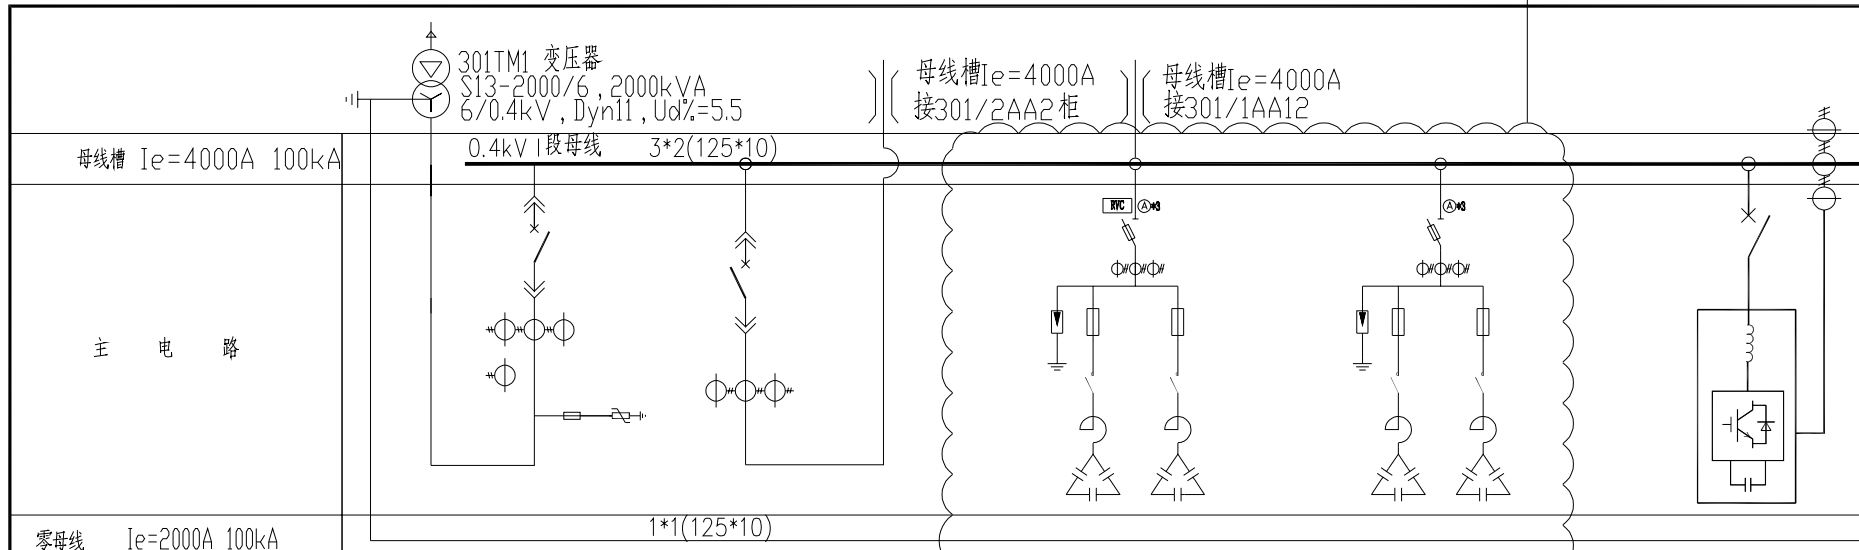 301TM1 变压器
S13-2000/6，2000kVA
6/0.4kV，Dyn11，Ud%=5.5
母线槽Ie=4000A
接301/2AA2柜
母线槽Ie=4000A
接301/1AA12
母线槽 Ie=4000A 100kA
0.4kV I段母线 3*2(125*10)
RVC A*3
A*3
主 电 路
零母线 Ie=2000A 100kA
1*1(125*10)